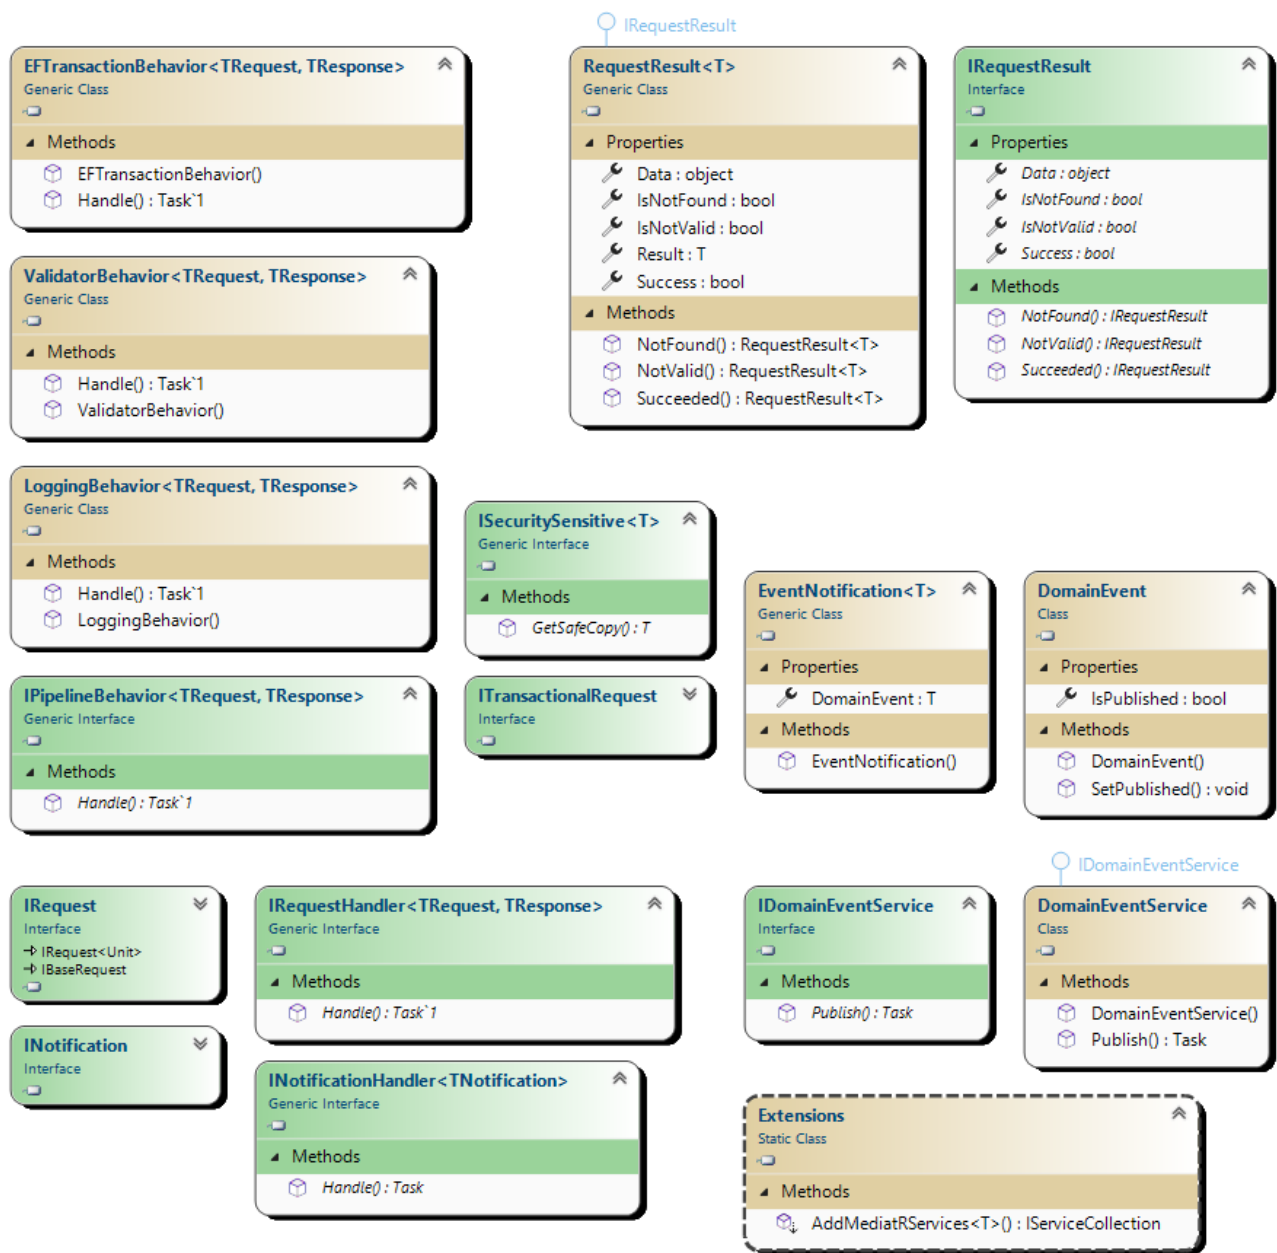 IRequestResult
EFTransactionBehavior<TRequest, TResponse>
Generic Class
Methods
EFTransactionBehavior()
Handle() : Task`1
RequestResult<T>
Generic Class
Properties
Data : object
IsNotFound : bool
IsNotValid : bool
Result : T
Success : bool
Methods
NotFound() : RequestResult<T>
NotValid() : RequestResult<T>
Succeeded() : RequestResult<T>
IRequestResult
Interface
Properties
Data : object
IsNotFound : bool
IsNotValid : bool
Success : bool
Methods
NotFound() : IRequestResult
NotValid() : IRequestResult
Succeeded() : IRequestResult
ValidatorBehavior<TRequest, TResponse>
Generic Class
Methods
Handle() : Task`1
ValidatorBehavior()
LoggingBehavior<TRequest, TResponse>
Generic Class
Methods
Handle() : Task`1
LoggingBehavior()
ISecuritySensitive<T>
Generic Interface
Methods
GetSafeCopy() : T
EventNotification<T>
Generic Class
Properties
DomainEvent : T
Methods
EventNotification()
DomainEvent
Class
Properties
IsPublished : bool
Methods
DomainEvent()
SetPublished() : void
IPipelineBehavior<TRequest, TResponse>
Generic Interface
Methods
Handle() : Task`1
ITransactionalRequest
Interface
IRequest
Interface
IRequest<Unit>
IBaseRequest
IRequestHandler<TRequest, TResponse>
Generic Interface
Methods
Handle() : Task`1
IDomainEventService
Interface
Methods
Publish() : Task
IDomainEventService
DomainEventService
Class
Methods
DomainEventService()
Publish() : Task
INotification
Interface
INotificationHandler<TNotification>
Generic Interface
Methods
Handle() : Task
Extensions
Static Class
Methods
AddMediatRServices<T>() : IServiceCollection